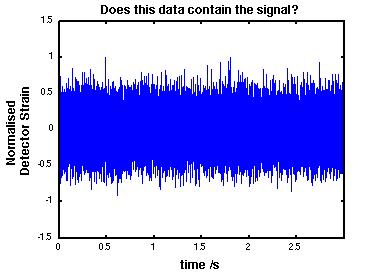 Does this data contain the signal?
1.5
1
0.5
0
-0.5
-1
-1.5
Normalised
Detector Strain
0 0.5 1 1.5 2 2.5
time /s